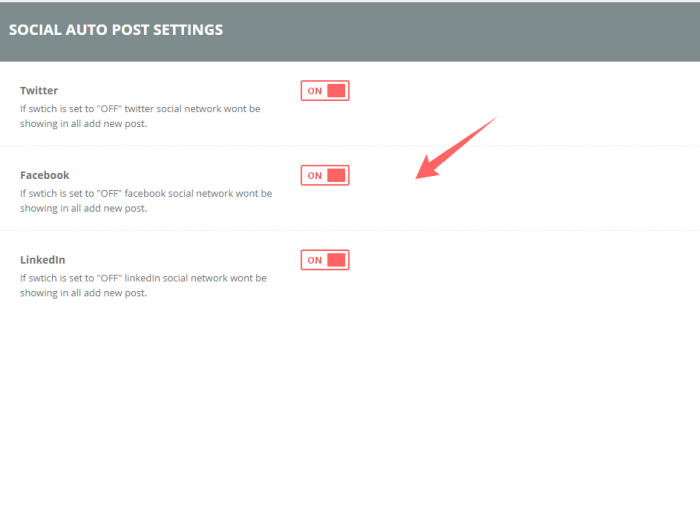 SOCIAL AUTO POST SETTINGS
Twitter
ON
If swtich is set to "OFF" twitter social network wont be
showing in all add new post.
Facebook
ON
If swtich is set to "OFF" facebook social network wont be
showing in all add new post.
LinkedIn
ON
If swtich is set to "OFF" linkedIn social network wont be
showing in all add new post.